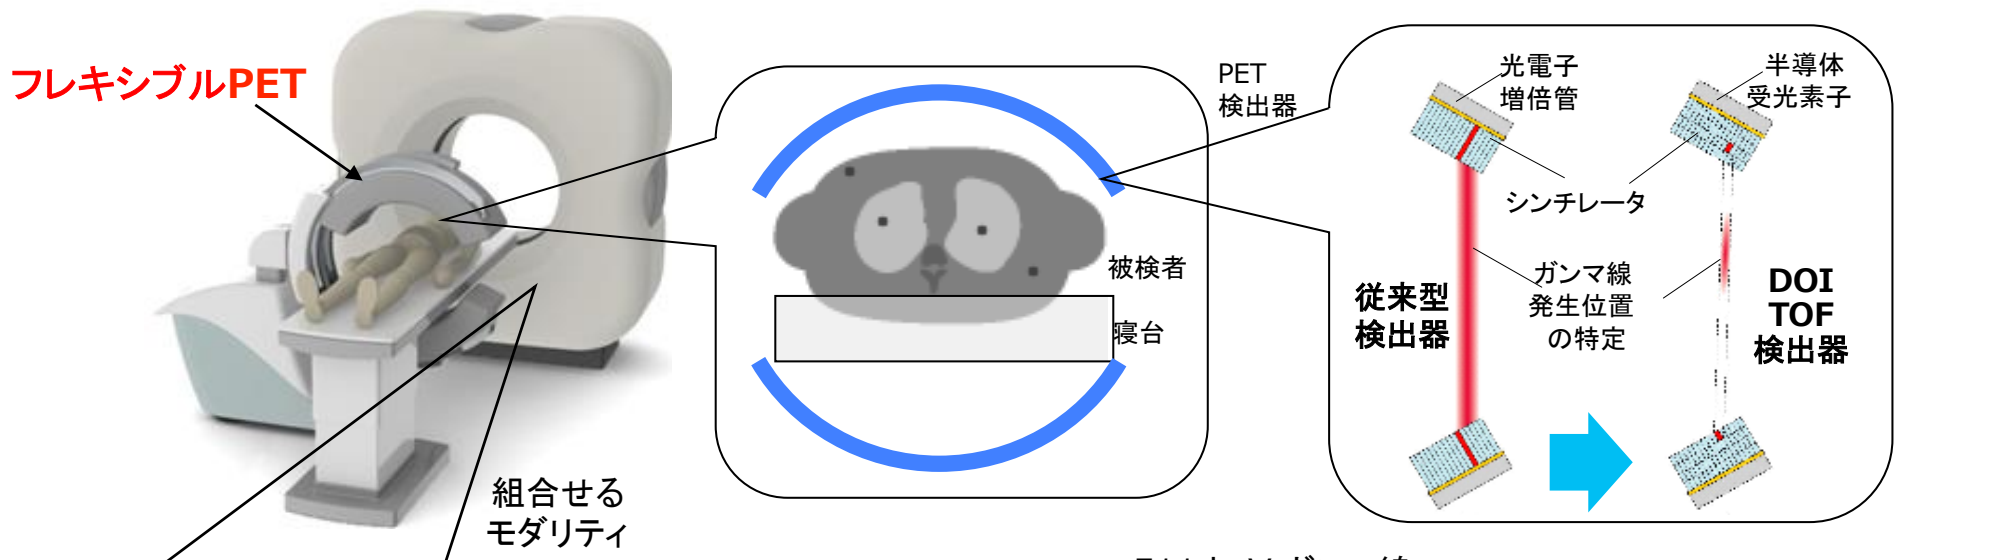 フレキシブルPET
組合せる
モダリティ
PET
検出器
被検者
寝台
光電子
増倍管
半導体
受光素子
シンチレータ
ガンマ線
発生位置
の特定
従来型
検出器
DOI
TOF
検出器